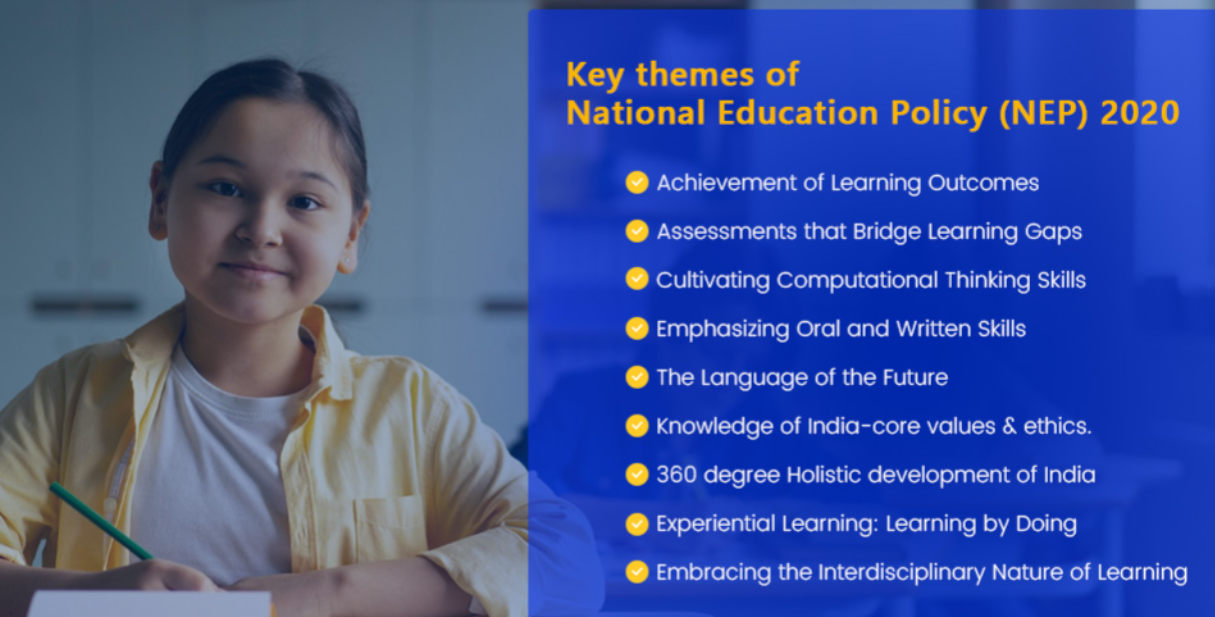 Key themes of
National Education Policy (NEP) 2020
Achievement of Learning Outcomes
Assessments that Bridge Learning Gaps
Cultivating Computational Thinking Skills
Emphasizing Oral and Written Skills
The Language of the Future
Knowledge of India-core values & ethics.
360 degree Holistic development of India
Experiential Learning: Learning by Doing
Embracing the Interdisciplinary Nature of Learning